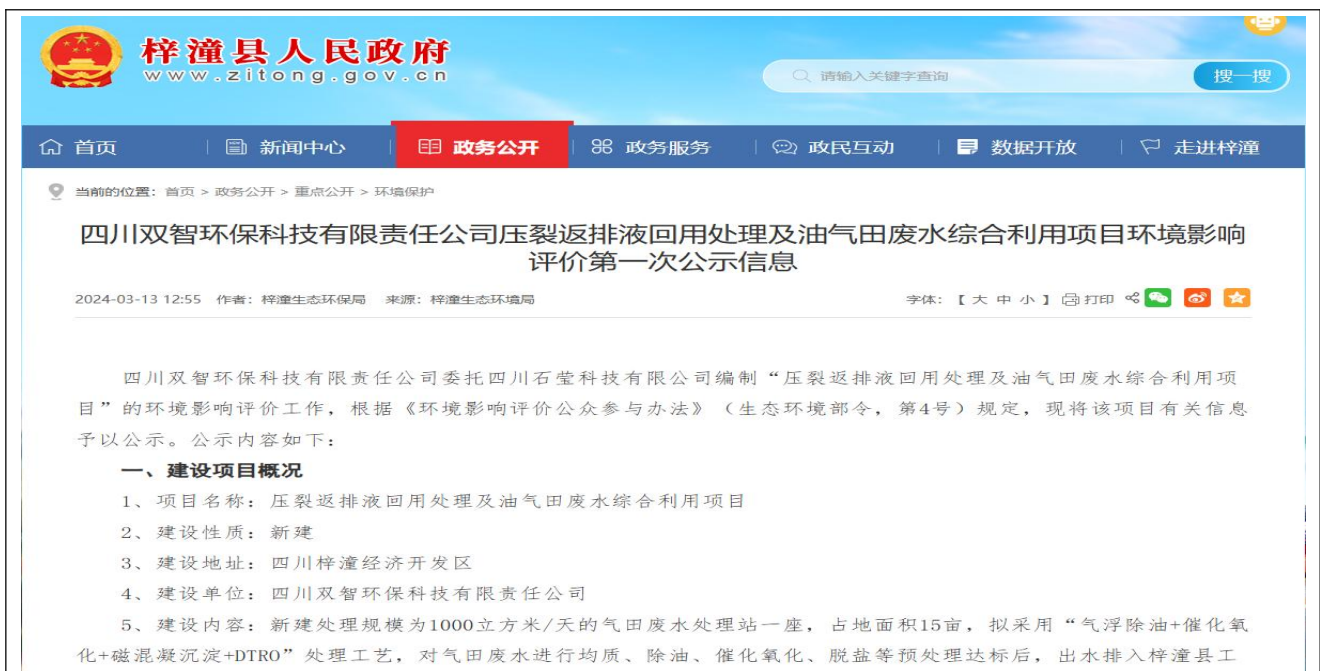 梓潼县人民政府
www.zitong.gov.cn
请输入关键字查询
搜一搜
首页
新闻中心
政务公开
政务服务
政民互动
数据开放
走进梓潼
当前的位置：首页 > 政务公开 > 重点公开 > 环境保护
四川双智环保科技有限责任公司压裂返排液回用处理及油气田废水综合利用项目环境影响
评价第一次公示信息
2024-03-13 12:55 作者：梓潼生态环保局 来源：梓潼生态环境局
字体：【 大 中 小 】 打印
四川双智环保科技有限责任公司委托四川石莹科技有限公司编制“压裂返排液回用处理及油气田废水综合利用项
目”的环境影响评价工作，根据《环境影响评价公众参与办法》（生态环境部令，第4号）规定，现将该项目有关信息
予以公示。公示内容如下：
一、建设项目概况
1、项目名称：压裂返排液回用处理及油气田废水综合利用项目
2、建设性质：新建
3、建设地址：四川梓潼经济开发区
4、建设单位：四川双智环保科技有限责任公司
5、建设内容：新建处理规模为1000立方米/天的气田废水处理站一座，占地面积15亩，拟采用“气浮除油+催化氧
化+磁混凝沉淀+DTRO”处理工艺，对气田废水进行均质、除油、催化氧化、脱盐等预处理达标后，出水排入梓潼县工